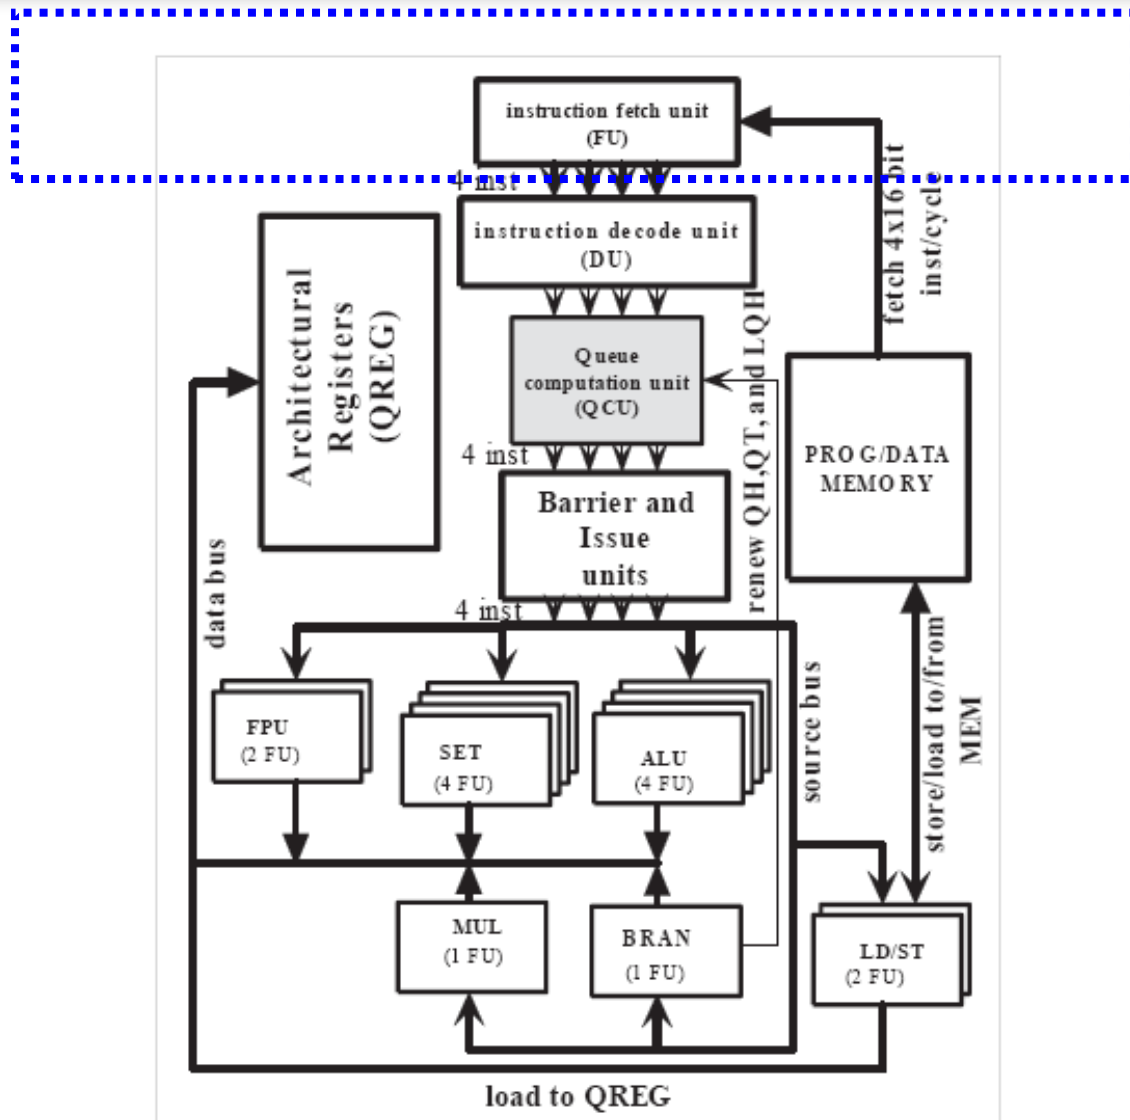 instruction fetch unit
(FU)
4 inst
instruction decode unit
(DU)
fetch 4x16 bit
inst/cycle
Architectural
Registers
(QREG)
Queue
computation unit
(QCU)
renew QH,QT, and LQH
PROG/DATA
MEMORY
4 inst
Barrier and
Issue
units
4 inst
data bus
source bus
store/load to/from
MEM
FPU
(2 FU)
SET
(4 FU)
ALU
(4 FU)
MUL
(1 FU)
BRAN
(1 FU)
LD/ST
(2 FU)
load to QREG